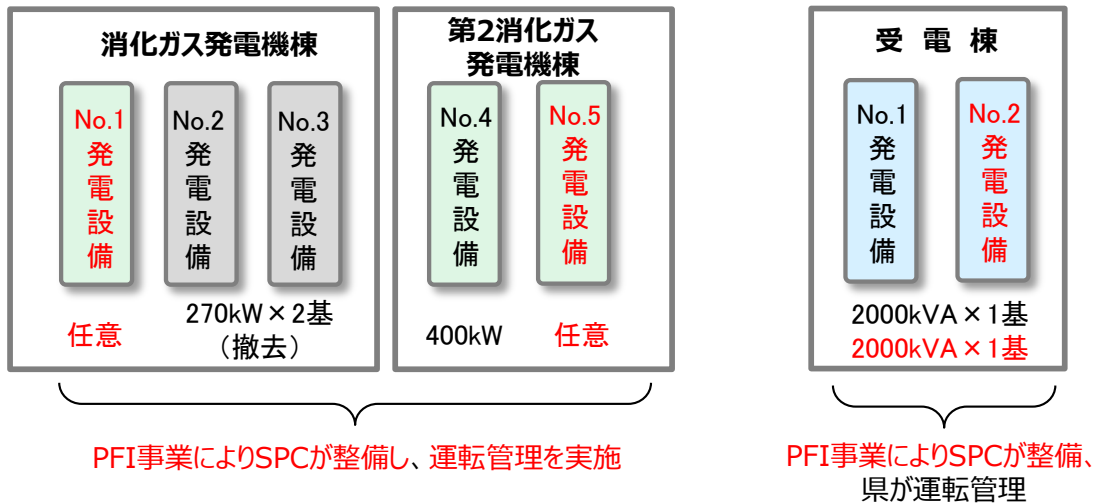 消化ガス発電機棟
No.1発電設備
No.2発電設備
No.3発電設備
任意
270kW×2基
（撤去）
第2消化ガス
発電機棟
No.4発電設備
No.5発電設備
400kW
任意
PFI事業によりSPCが整備し、運転管理を実施
受 電 棟
No.1発電設備
No.2発電設備
2000kVA×1基
2000kVA×1基
PFI事業によりSPCが整備、
県が運転管理